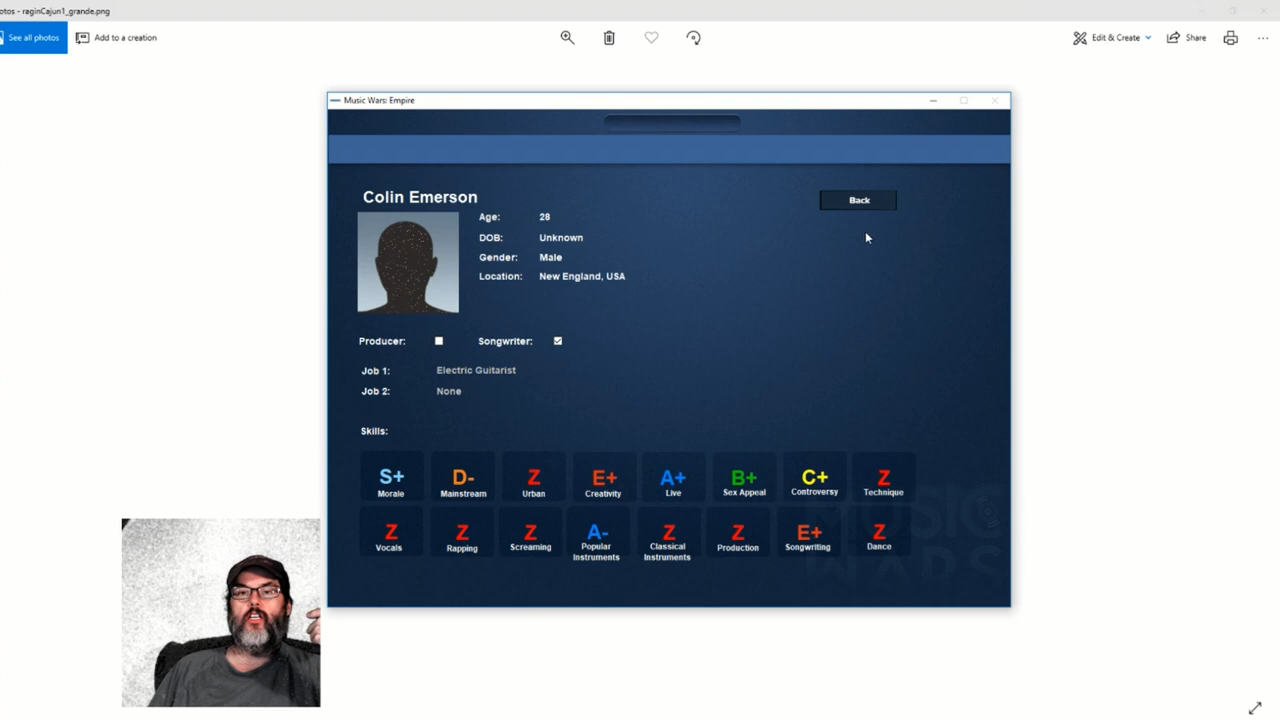 otos - raginCajun1_grande.png
See all photos
Add to a creation
Edit & Create
Share
Music Wars: Empire
Colin Emerson
Back
Age: 28
DOB: Unknown
Gender: Male
Location: New England, USA
Producer:
Songwriter:
Job 1: Electric Guitarist
Job 2: None
Skills:
S+ D- Z E+ A+ B+ C+ Z
Morale Mainstream Urban Creativity Live Sex Appeal Controversy Technique
Z Z Z A- Z Z E+ Z
Vocals Rapping Screaming Popular Instruments Classical Instruments Production Songwriting Dance
MUSIC
WARS